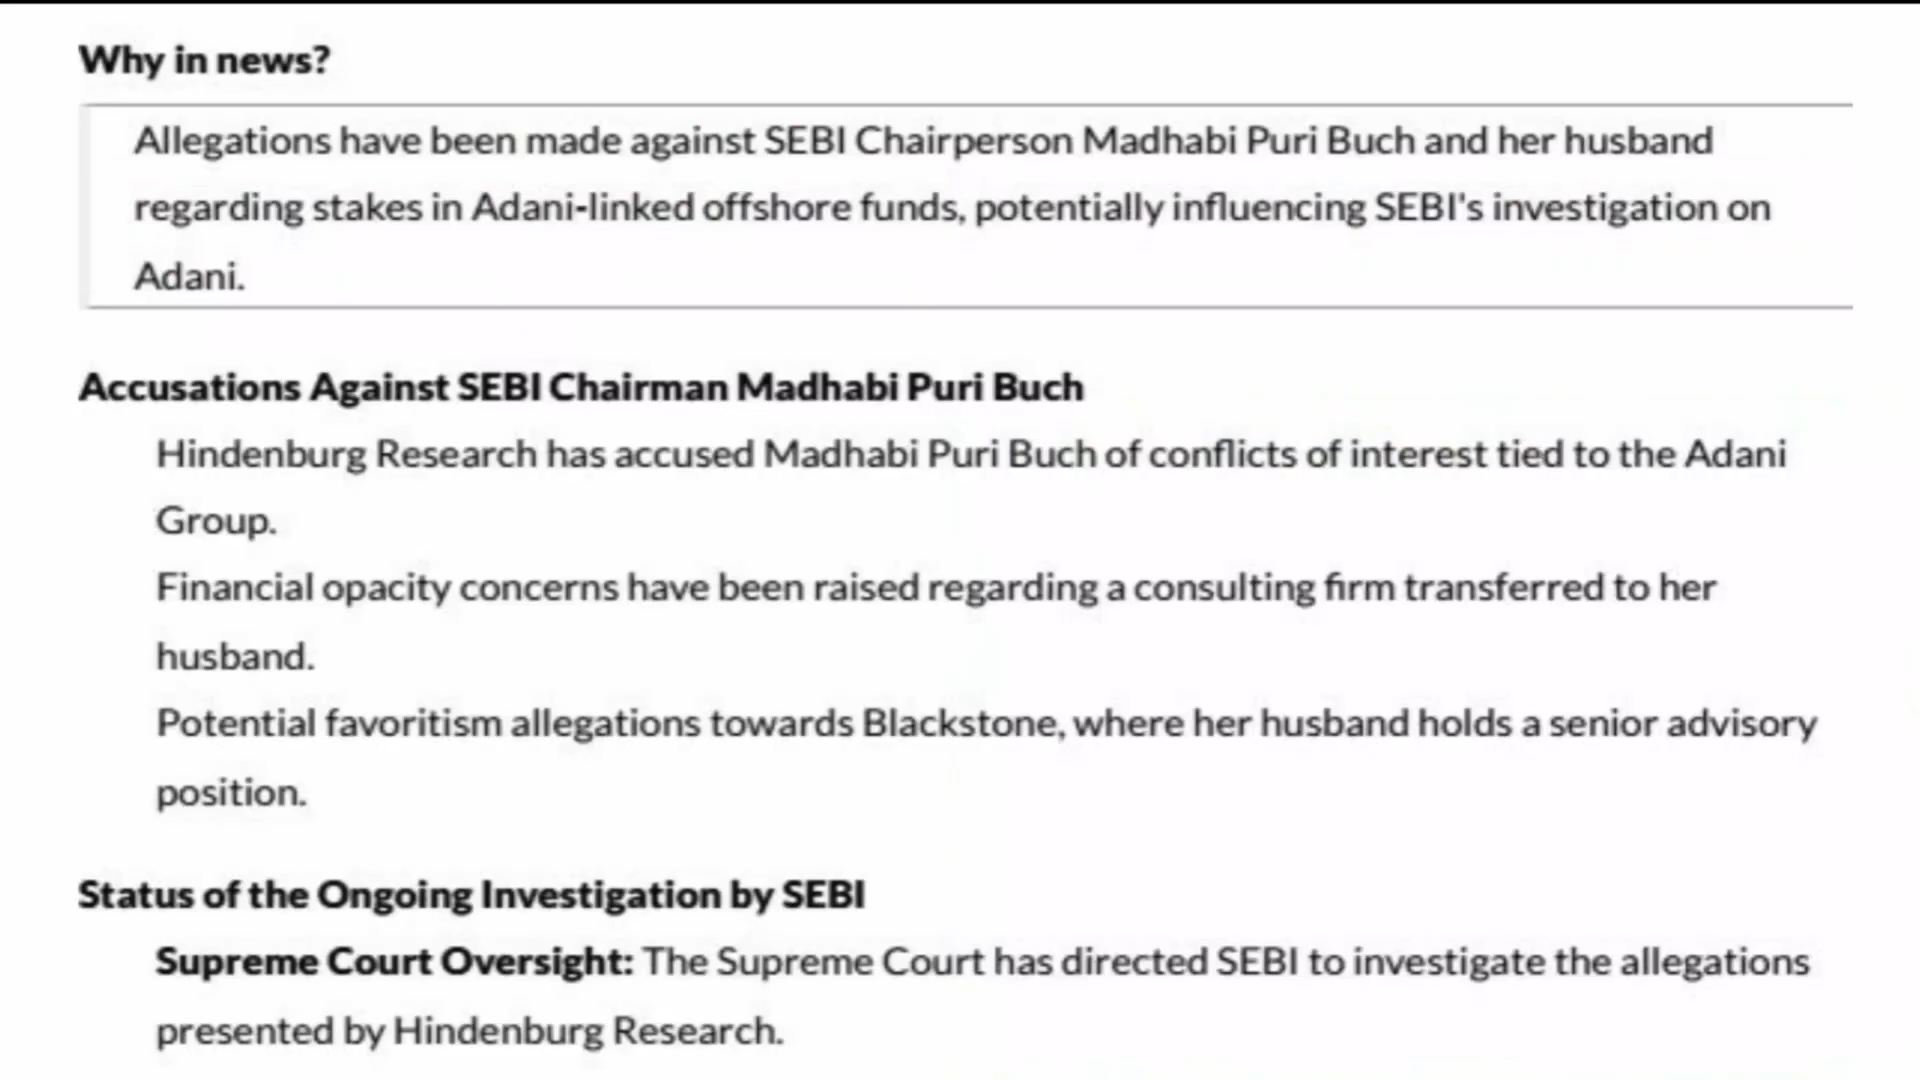 Why in news?
Allegations have been made against SEBI Chairperson Madhabi Puri Buch and her husband
regarding stakes in Adani-linked offshore funds, potentially influencing SEBI's investigation on
Adani.
Accusations Against SEBI Chairman Madhabi Puri Buch
Hindenburg Research has accused Madhabi Puri Buch of conflicts of interest tied to the Adani
Group.
Financial opacity concerns have been raised regarding a consulting firm transferred to her
husband.
Potential favoritism allegations towards Blackstone, where her husband holds a senior advisory
position.
Status of the Ongoing Investigation by SEBI
Supreme Court Oversight: The Supreme Court has directed SEBI to investigate the allegations
presented by Hindenburg Research.